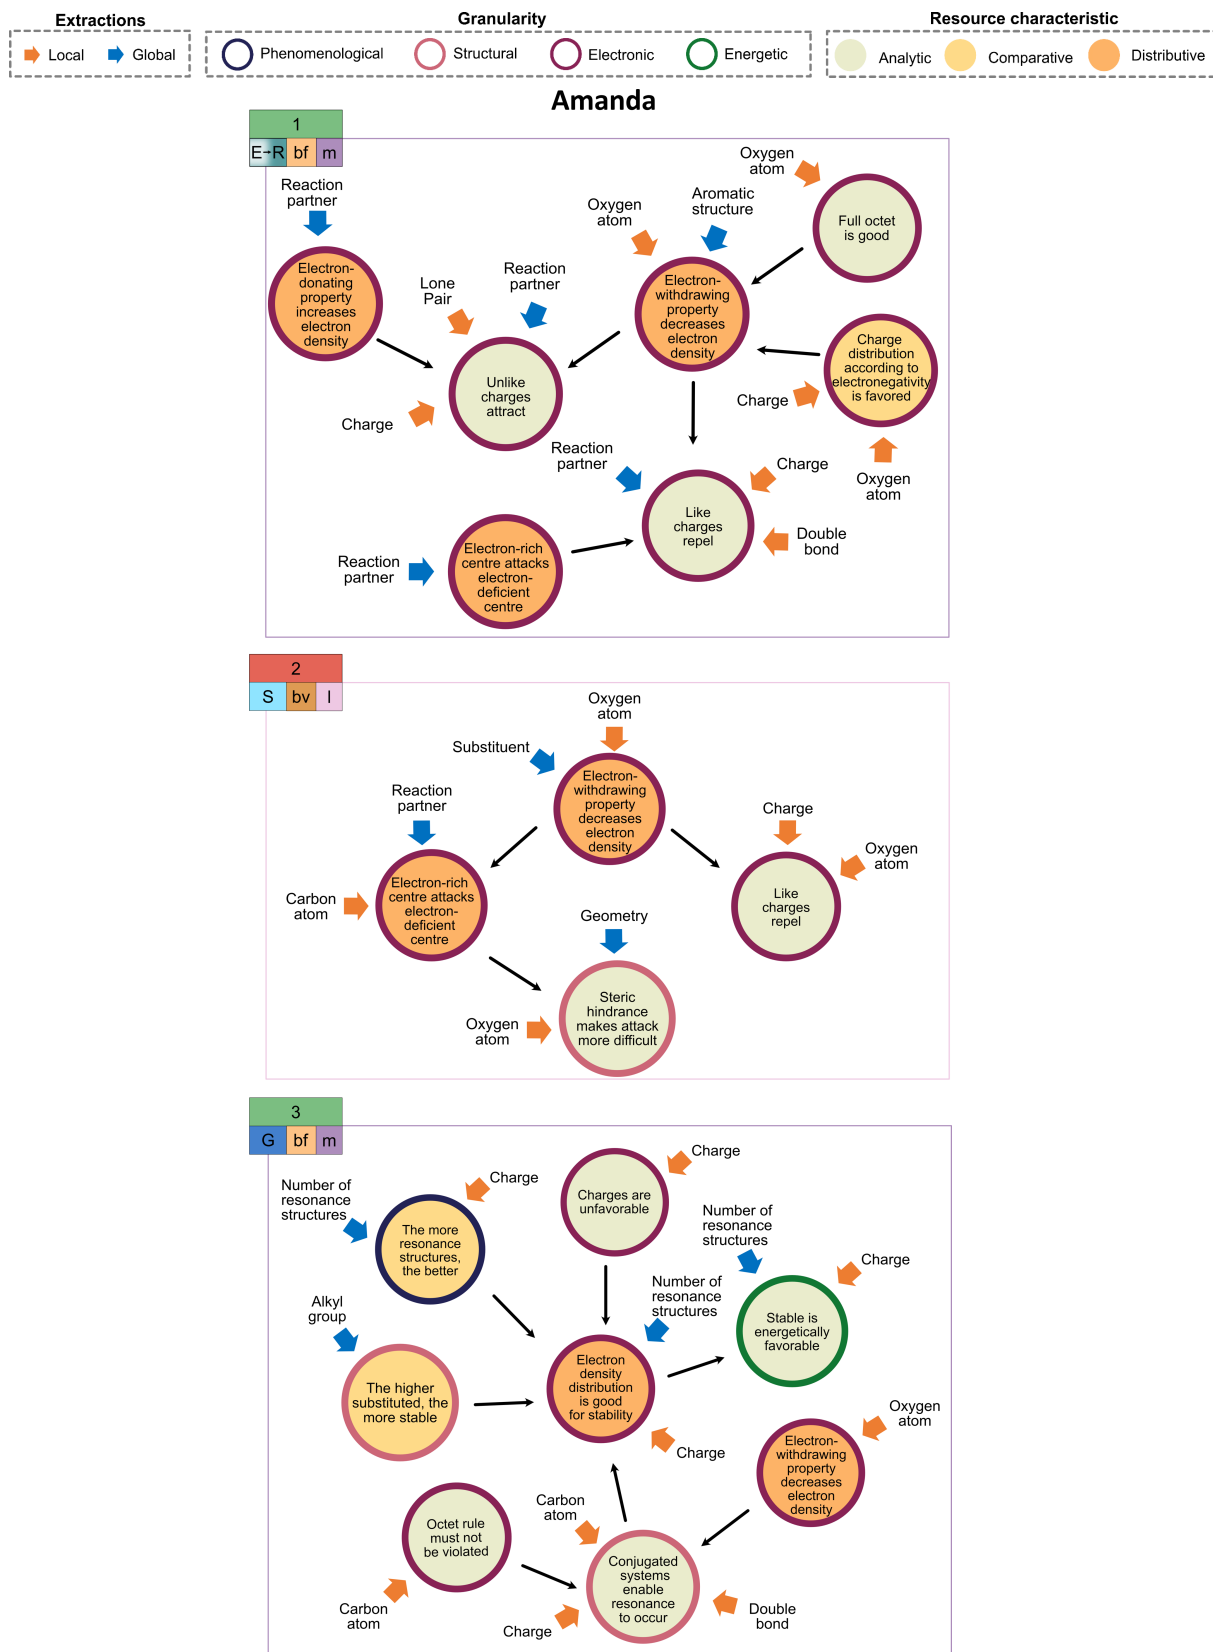 Extractions
Granularity
Resource characteristic
Local
Global
Phenomenological
Structural
Electronic
Energetic
Analytic
Comparative
Distributive
Amanda
1
E→R
bf
m
Reaction
partner
Electron-
donating
property
increases
electron
density
Lone
Pair
Reaction
partner
Charge
Unlike
charges
attract
Oxygen
atom
Aromatic
structure
Electron-
withdrawing
property
decreases
electron
density
Oxygen
atom
Full octet
is good
Charge
distribution
according to
electronegativity
is favored
Charge
Oxygen
atom
Reaction
partner
Charge
Like
charges
repel
Double
bond
Reaction
partner
Electron-rich
centre attacks
electron-
deficient
centre
2
S
bv
I
Oxygen
atom
Substituent
Electron-
withdrawing
property
decreases
electron
density
Reaction
partner
Carbon
atom
Electron-rich
centre attacks
electron-
deficient
centre
Charge
Oxygen
atom
Like
charges
repel
Geometry
Oxygen
atom
Steric
hindrance
makes attack
more difficult
3
G
bf
m
Number of
resonance
structures
Charge
The more
resonance
structures,
the better
Charges are
unfavorable
Charge
Number of
resonance
structures
Charge
Stable is
energetically
favorable
Alkyl
group
The higher
substituted, the
more stable
Number of
resonance
structures
Electron
density
distribution
is good
for stability
Charge
Oxygen
atom
Electron-
withdrawing
property
decreases
electron
density
Octet rule
must not
be violated
Carbon
atom
Carbon
atom
Conjugated
systems
enable
resonance
to occur
Charge
Double
bond